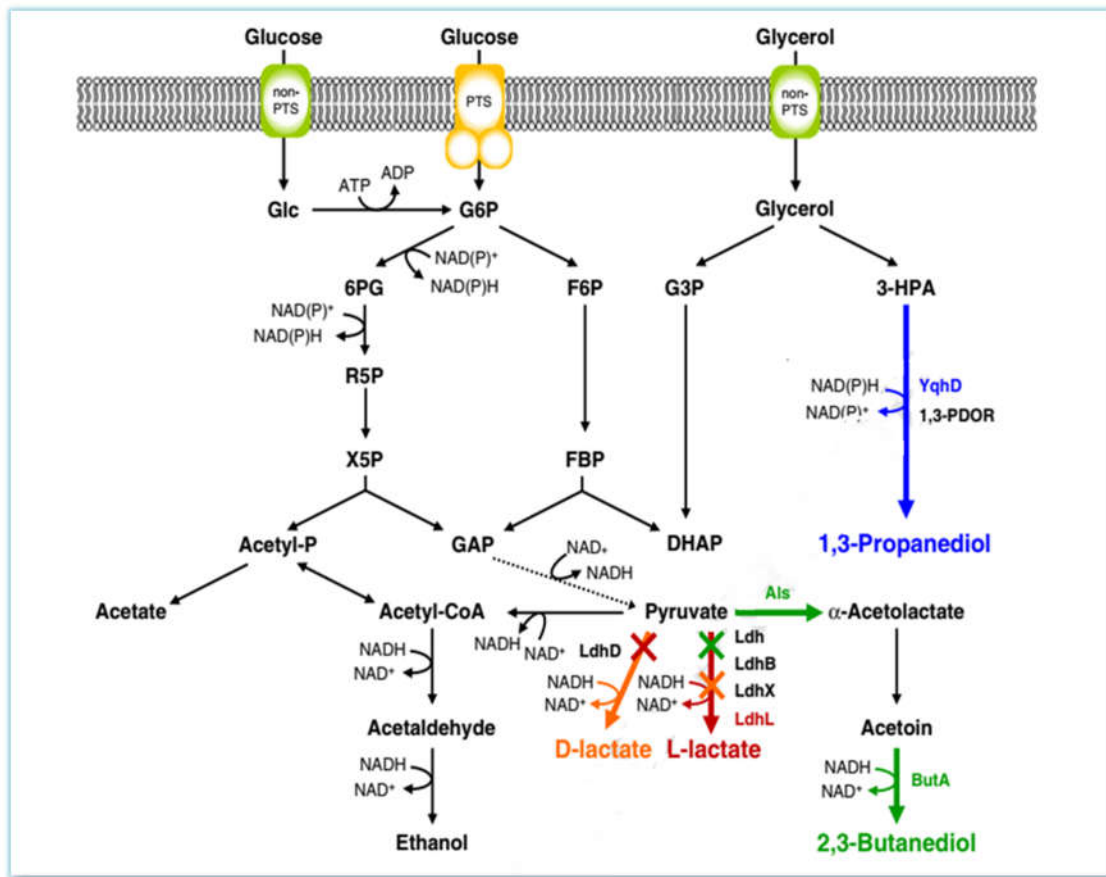 Glucose
Glucose
Glycerol
non-
PTS
PTS
non-
PTS
ATP
ADP
Glc
G6P
Glycerol
NAD(P)+
NAD(P)H
6PG
F6P
G3P
3-HPA
NAD(P)+
NAD(P)H
R5P
NAD(P)H
NAD(P)+
YqhD
1,3-PDOR
X5P
FBP
Acetyl-P
GAP
DHAP
1,3-Propanediol
NAD+
NADH
Acetate
Acetyl-CoA
Pyruvate
Als
α-Acetolactate
NADH
NAD+
LdhD
Ldh
LdhB
LdhX
LdhL
NADH
NAD+
NADH
NAD+
NADH
NAD+
Acetaldehyde
D-lactate
L-lactate
Acetoin
NADH
NAD+
NADH
NAD+
ButA
Ethanol
2,3-Butanediol